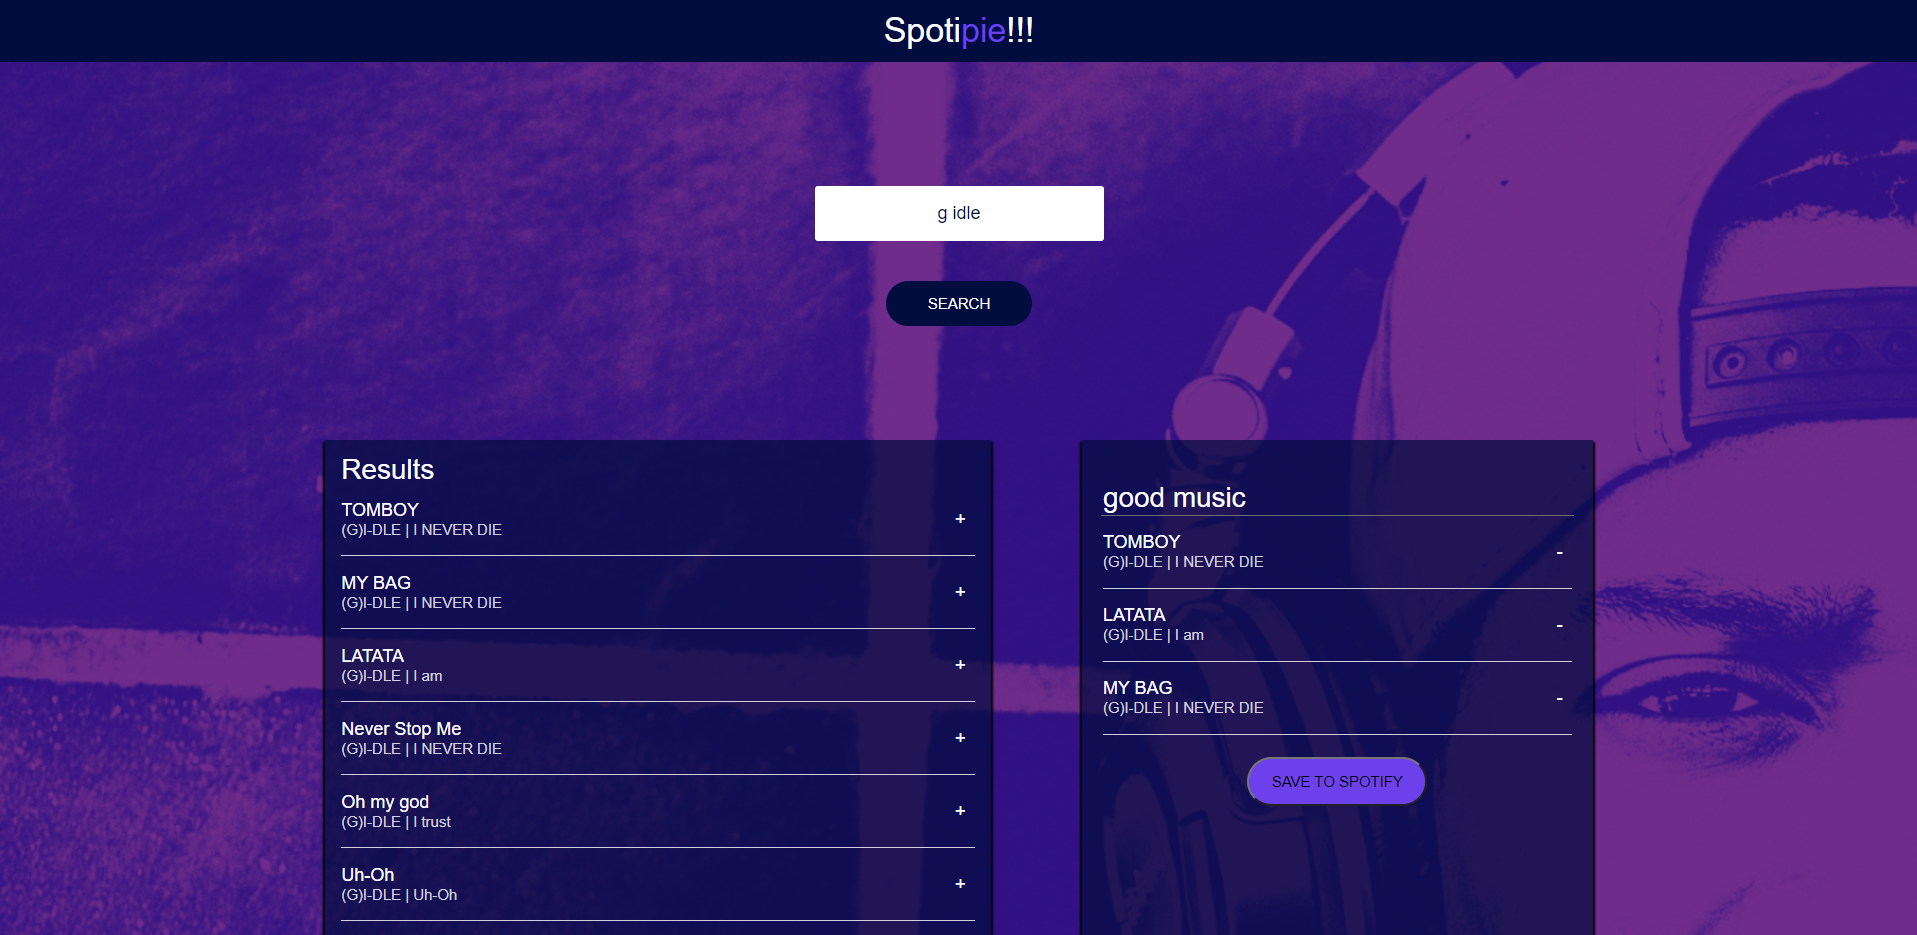 Spotipie!!!
g idle
SEARCH
Results
TOMBOY
(G)I-DLE | I NEVER DIE
+
MY BAG
(G)I-DLE | I NEVER DIE
+
LATATA
(G)I-DLE | I am
+
Never Stop Me
(G)I-DLE | I NEVER DIE
+
Oh my god
(G)I-DLE | I trust
+
Uh-Oh
(G)I-DLE | Uh-Oh
+
good music
TOMBOY
(G)I-DLE | I NEVER DIE
-
LATATA
(G)I-DLE | I am
-
MY BAG
(G)I-DLE | I NEVER DIE
-
SAVE TO SPOTIFY